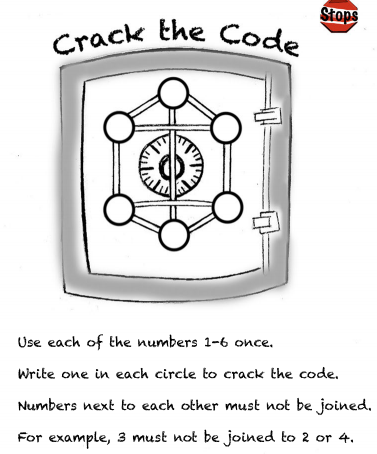 Stops
Crack the Code
Use each of the numbers 1-6 once.
Write one in each circle to crack the code.
Numbers next to each other must not be joined.
For example, 3 must not be joined to 2 or 4.